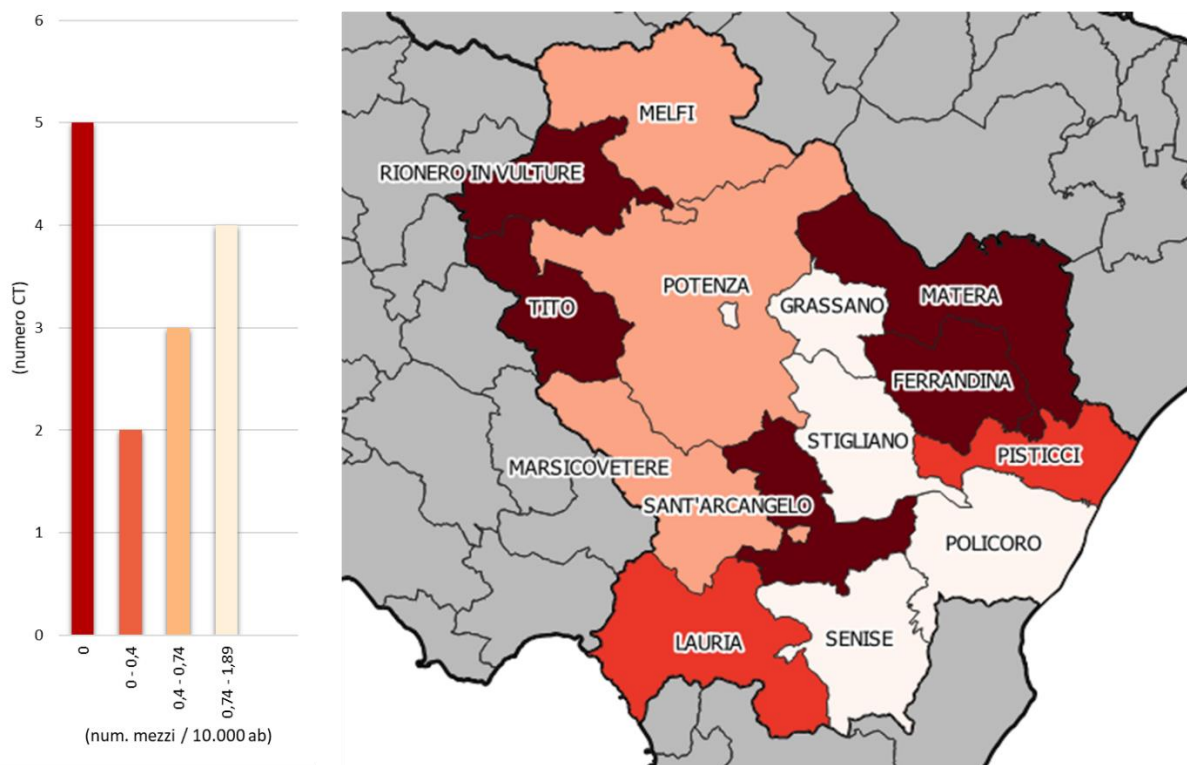 6
5
4
3
2
1
0
(numero CT)
0
0 - 0,4
0,4 - 0,74
0,74 - 1,89
(num. mezzi / 10.000 ab)
MELFI
RIONERO IN VULTURE
POTENZA
TITO
GRASSANO
MATERA
FERRANDINA
STIGLIANO
PISTICCI
MARSICOVETERE
SANT'ARCANGELO
POLICORO
LAURIA
SENISE